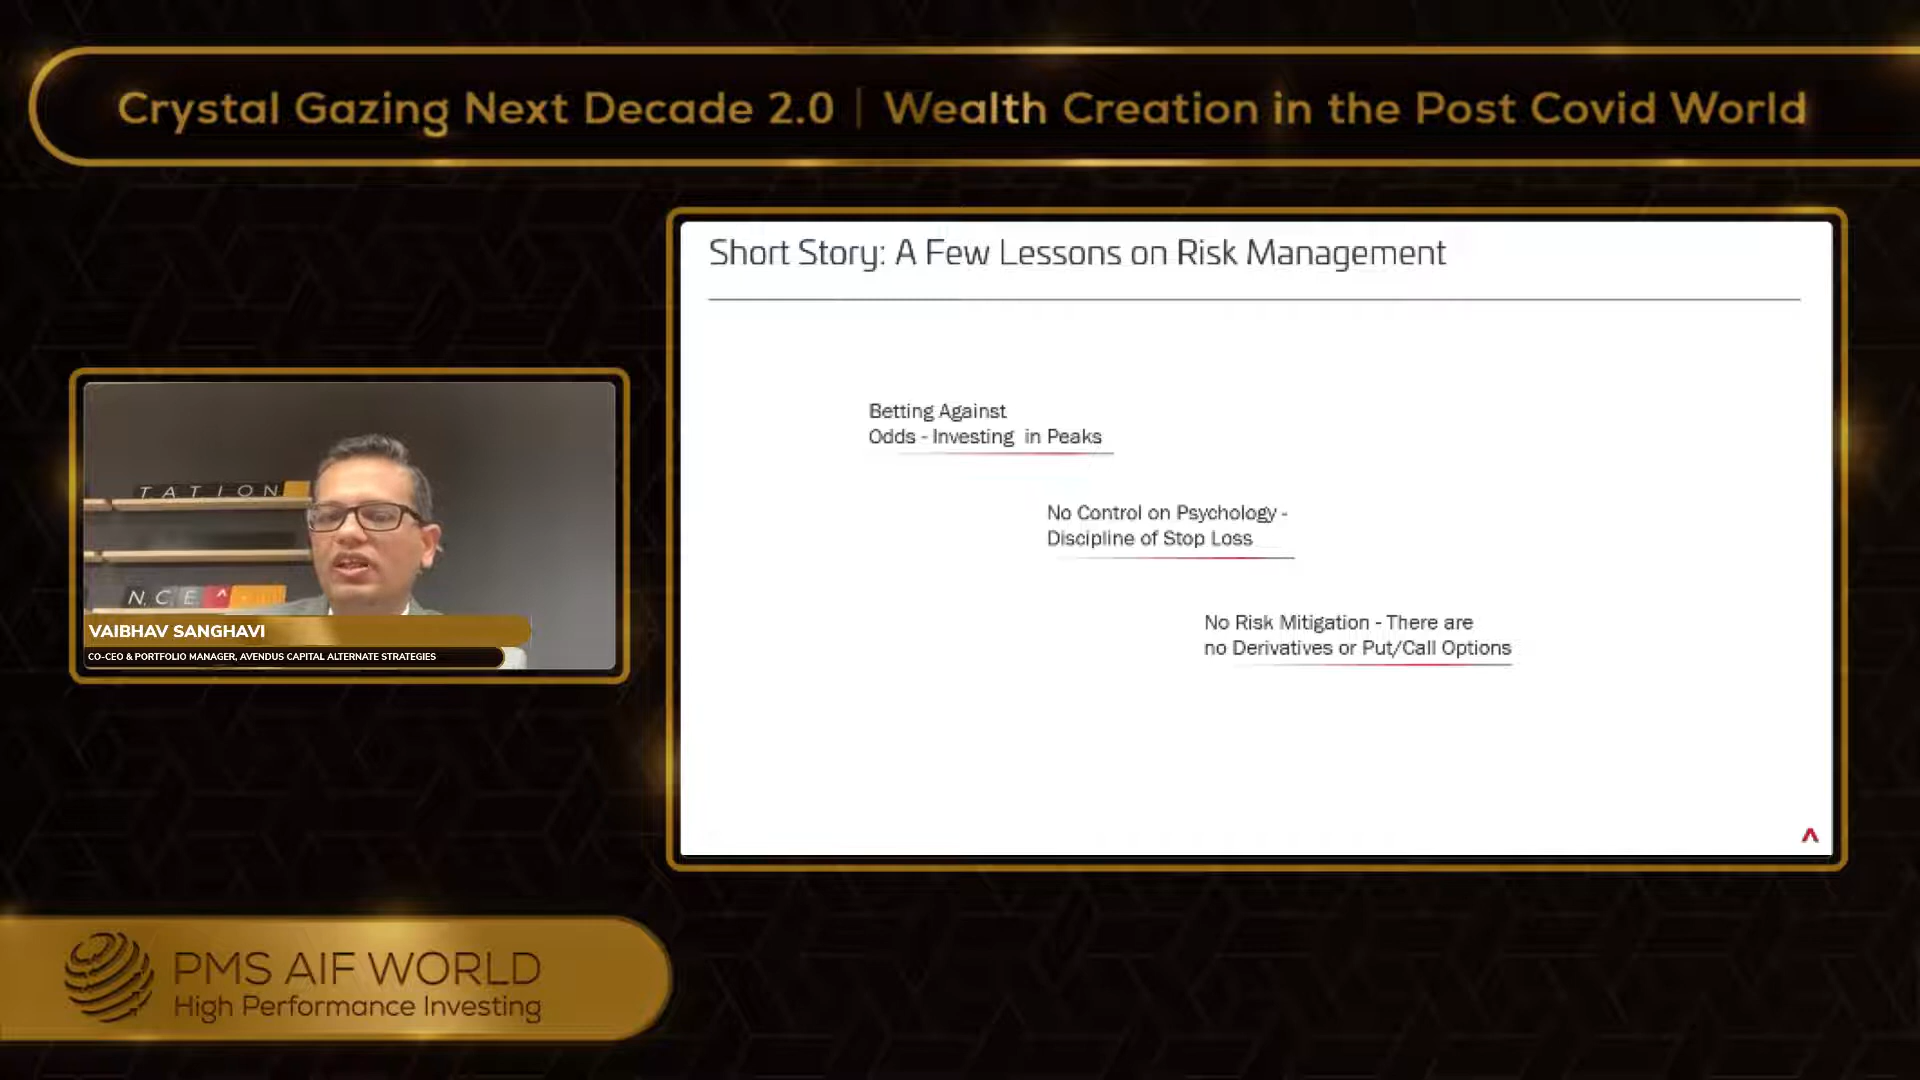 Crystal Gazing Next Decade 2.0 | Wealth Creation in the Post Covid World
Short Story: A Few Lessons on Risk Management
Betting Against
Odds - Investing in Peaks
No Control on Psychology -
Discipline of Stop Loss
No Risk Mitigation - There are
no Derivatives or Put/Call Options
TATION
NCE
VAIBHAV SANGHAVI
CO-CEO & PORTFOLIO MANAGER, AVENDUS CAPITAL ALTERNATE STRATEGIES
PMS AIF WORLD
High Performance Investing